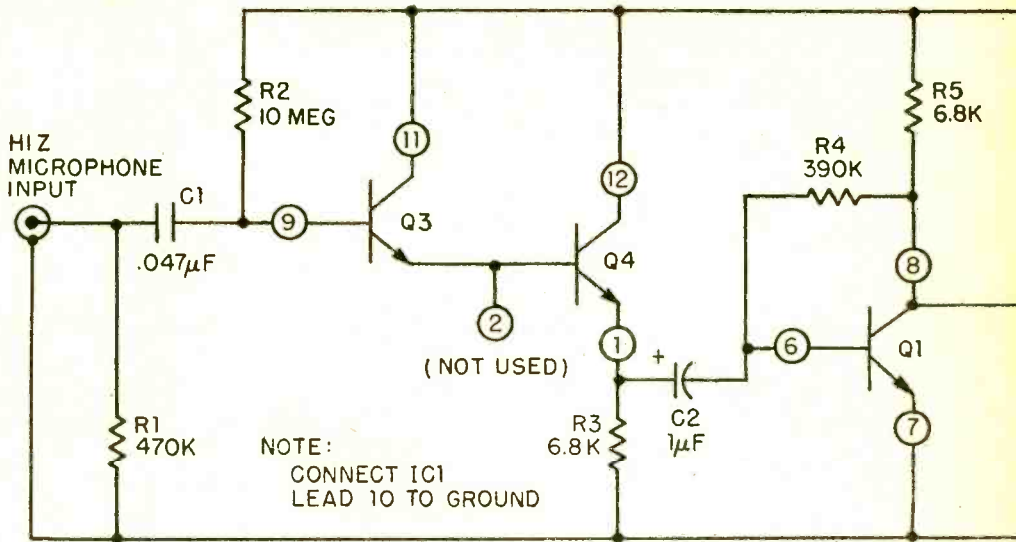 R2
10 MEG
HI Z
MICROPHONE
INPUT
C1
.047µF
9
11
Q3
2
(NOT USED)
12
Q4
1
+
C2
1µF
R3
6.8K
R1
470K
NOTE:
CONNECT IC1
LEAD 10 TO GROUND
R4
390K
R5
6.8K
8
6
Q1
7